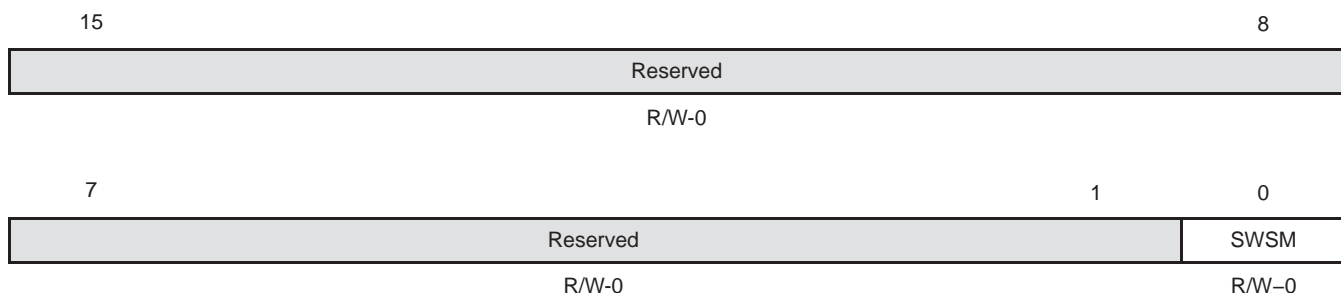 15 8
Reserved
R/W-0
7 1 0
Reserved SWSM
R/W-0 R/W−0